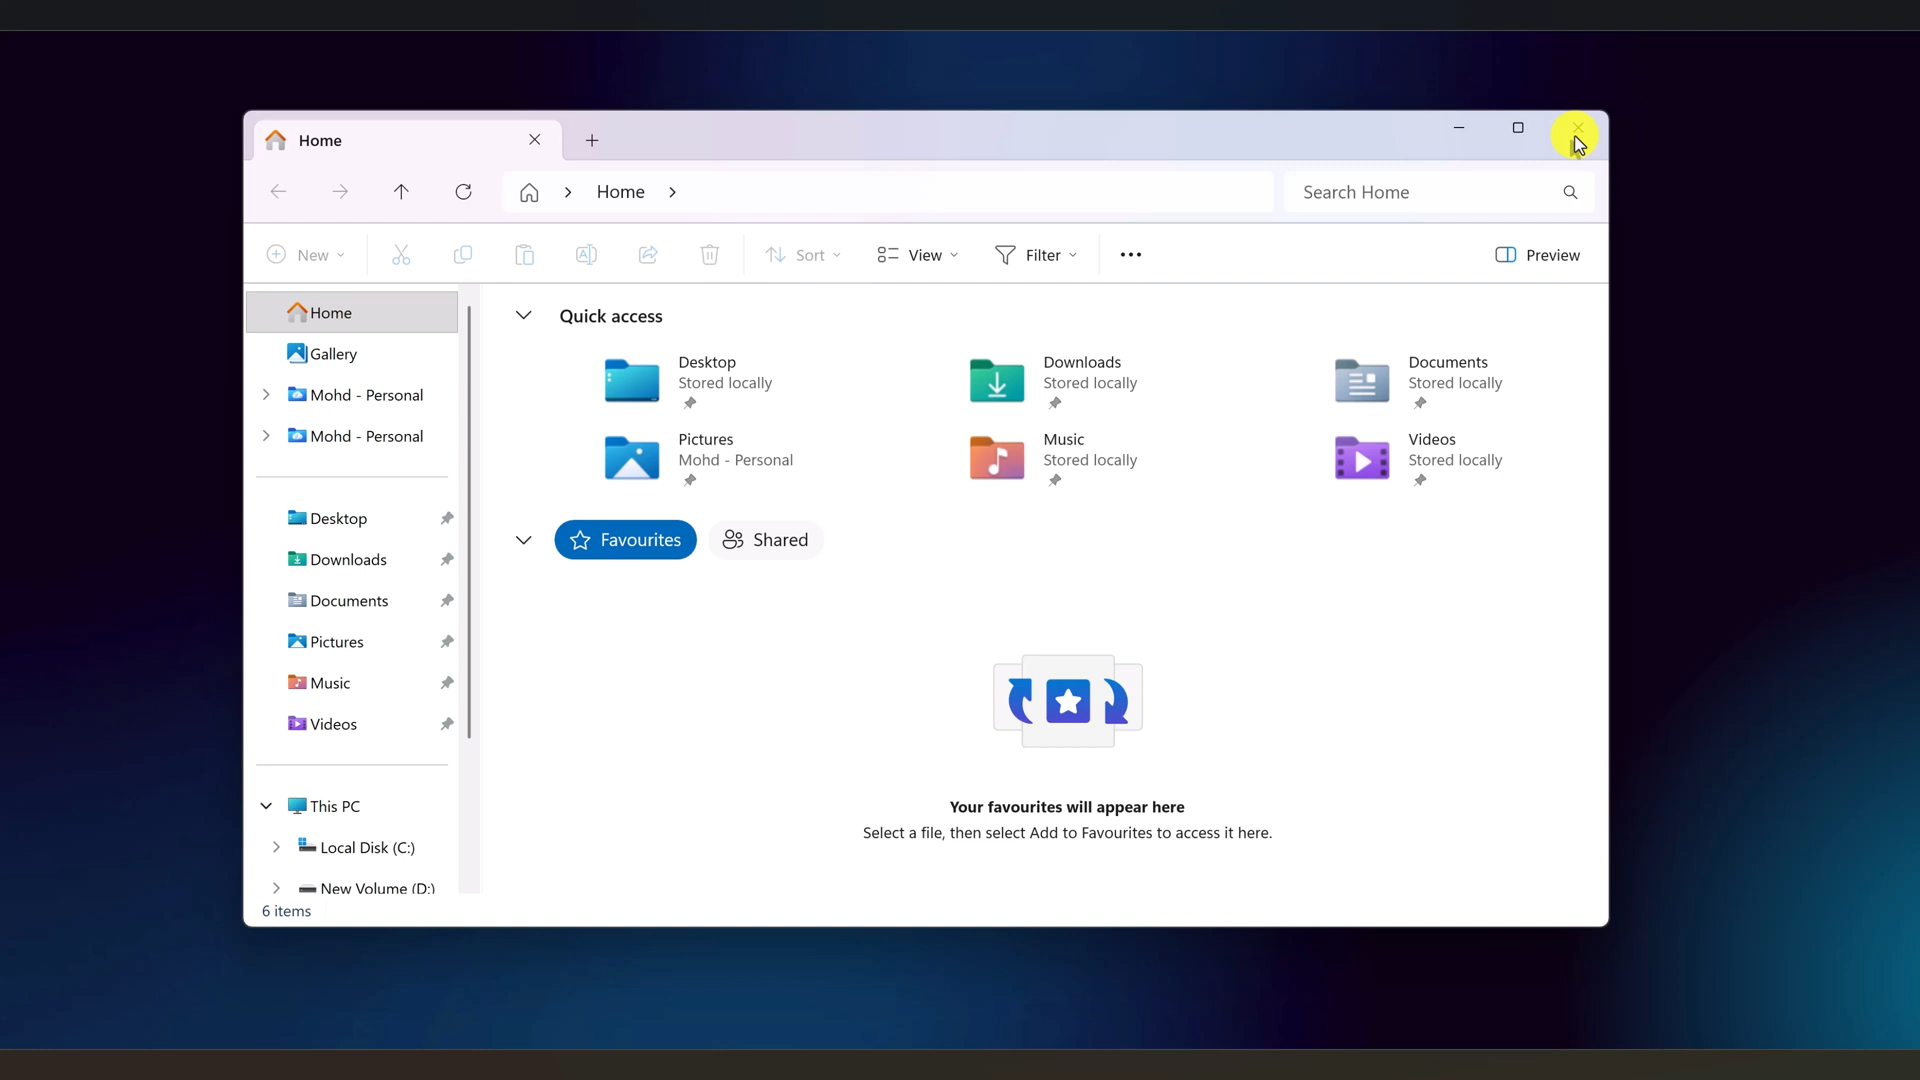 Home
Home
Search Home
New
Sort
View
Filter
Preview
Home
Gallery
Mohd - Personal
Mohd - Personal
Desktop
Downloads
Documents
Pictures
Music
Videos
This PC
Local Disk (C:)
New Volume (D:)
6 items
Quick access
Desktop
Stored locally
Downloads
Stored locally
Documents
Stored locally
Pictures
Mohd - Personal
Music
Stored locally
Videos
Stored locally
Favourites
Shared
Your favourites will appear here
Select a file, then select Add to Favourites to access it here.